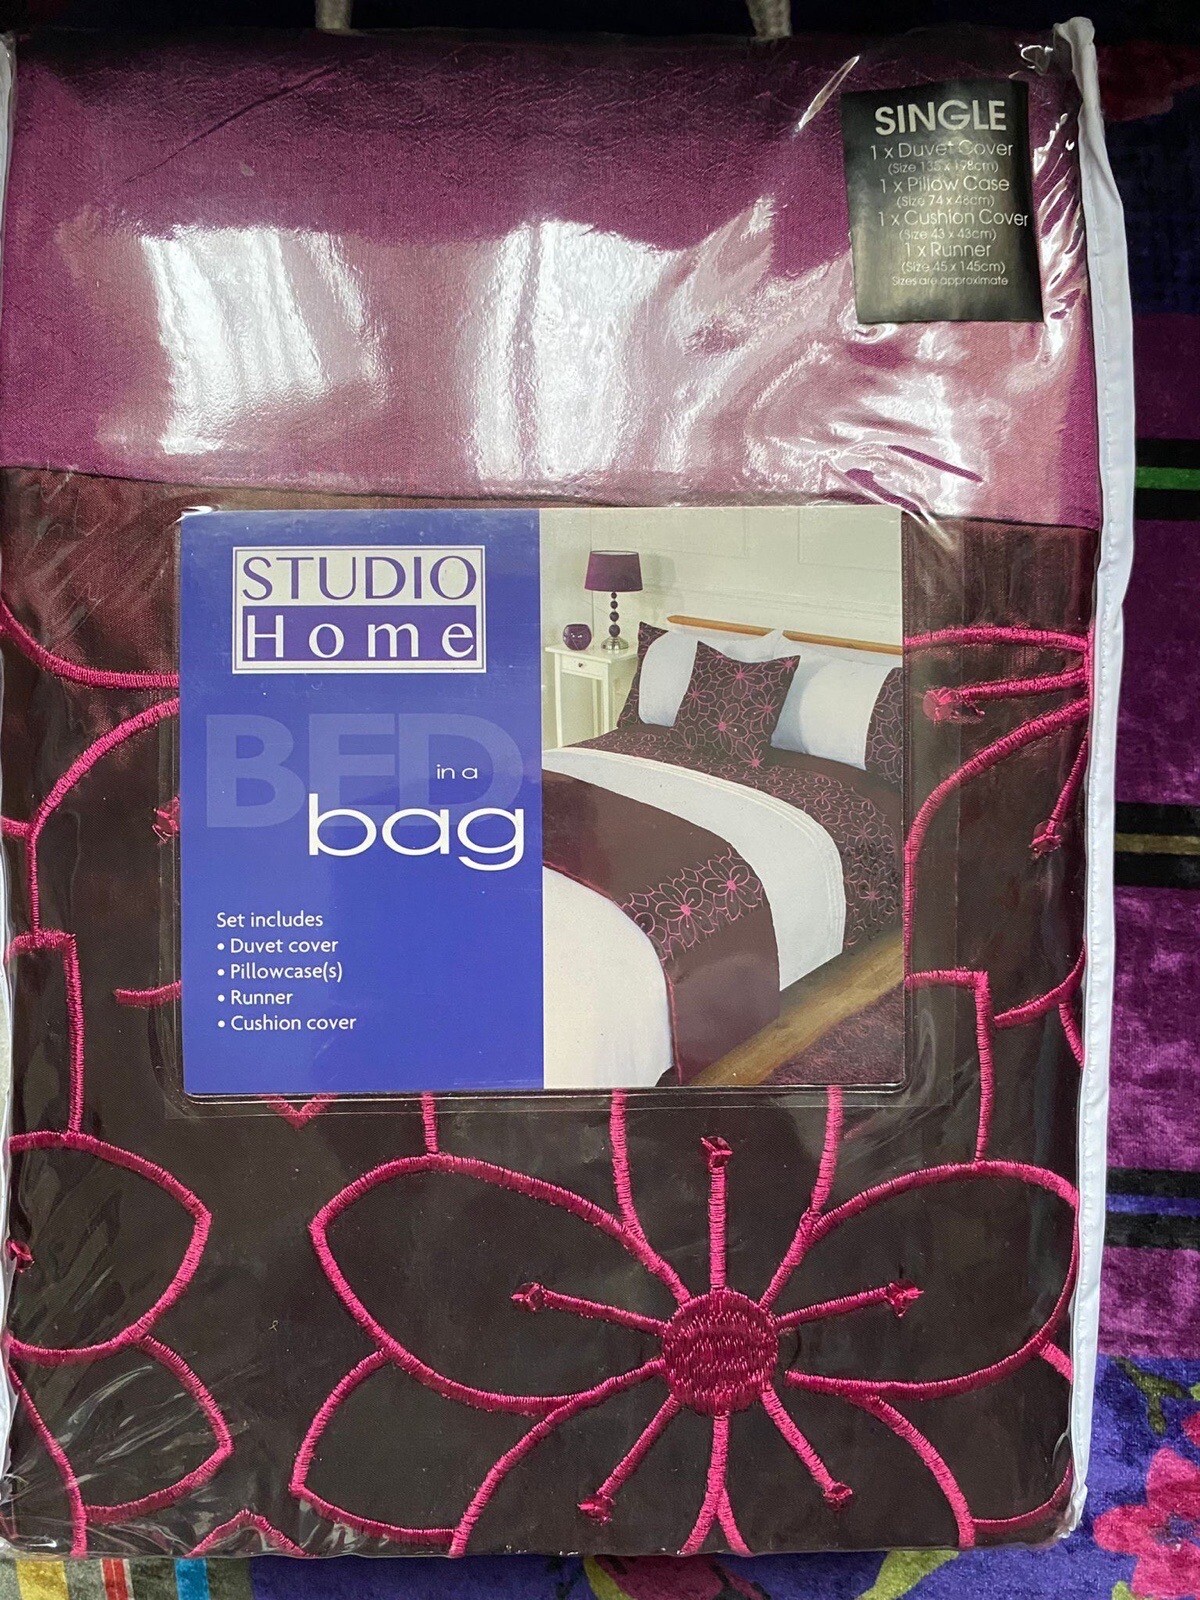 SINGLE
1 x Duvet Cover
(Size 135 x 198cm)
1 x Pillow Case
(Size 74 x 48cm)
1 x Cushion Cover
(Size 43 x 43cm)
1 x Runner
(Size 45 x 145cm)
Sizes are approximate
STUDIO
Home
BED
in a
bag
Set includes
• Duvet cover
• Pillowcase(s)
• Runner
• Cushion cover